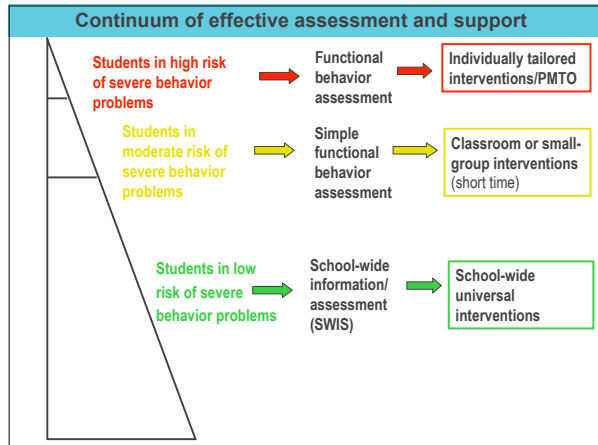 Continuum of effective assessment and support
Students in high risk
of severe behavior
problems
Functional
behavior
assessment
Individually tailored
interventions/PMTO
Students in
moderate risk of
severe behavior
problems
Simple
functional
behavior
assessment
Classroom or small-
group interventions
(short time)
Students in low
risk of severe
behavior problems
School-wide
information/
assessment
(SWIS)
School-wide
universal
interventions